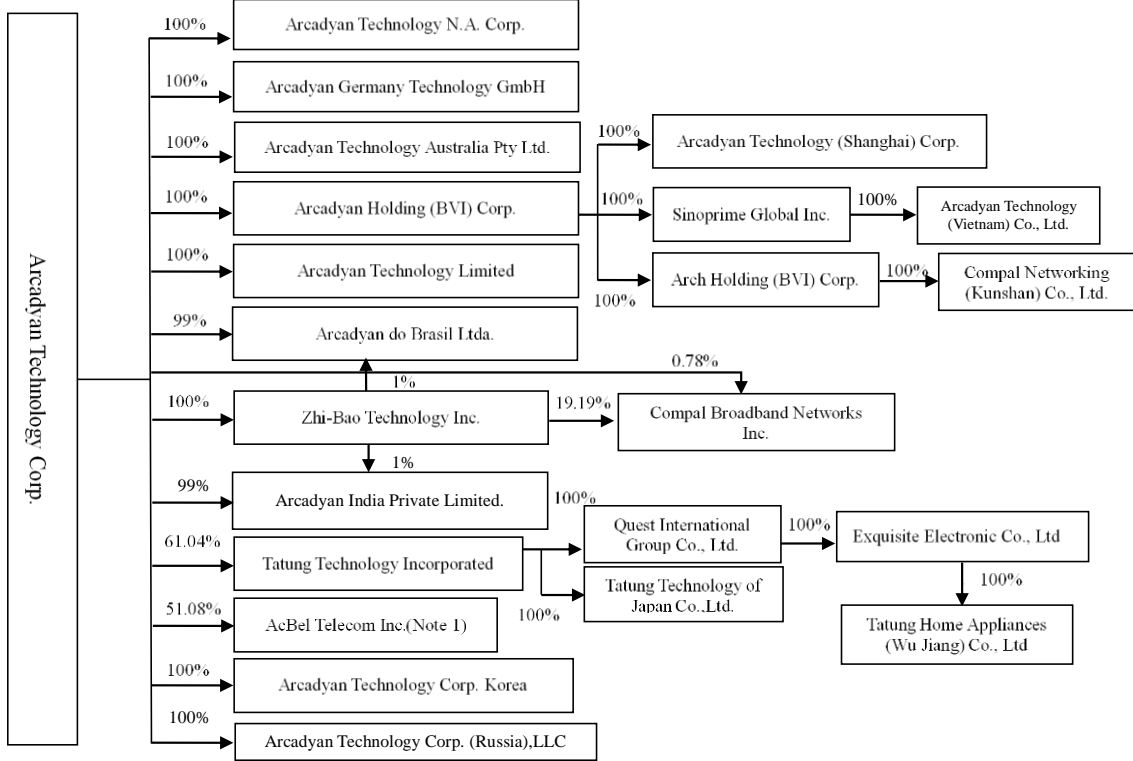 Arcadyan Technology Corp.
100%
Arcadyan Technology N.A. Corp.
100%
Arcadyan Germany Technology GmbH
100%
Arcadyan Technology Australia Pty Ltd.
100%
Arcadyan Technology (Shanghai) Corp.
100%
Arcadyan Holding (BVI) Corp.
100%
Sinoprime Global Inc.
100%
Arcadyan Technology
(Vietnam) Co., Ltd.
100%
Arcadyan Technology Limited
100%
Arch Holding (BVI) Corp.
100%
Compal Networking
(Kunshan) Co., Ltd.
99%
Arcadyan do Brasil Ltda.
0.78%
1%
100%
Zhi-Bao Technology Inc.
19.19%
Compal Broadband Networks
Inc.
1%
99%
Arcadyan India Private Limited.
100%
Quest International
Group Co., Ltd.
100%
Exquisite Electronic Co., Ltd
61.04%
Tatung Technology Incorporated
100%
Tatung Technology of
Japan Co.,Ltd.
100%
Tatung Home Appliances
(Wu Jiang) Co., Ltd
51.08%
AcBel Telecom Inc.(Note 1)
100%
Arcadyan Technology Corp. Korea
100%
Arcadyan Technology Corp. (Russia),LLC